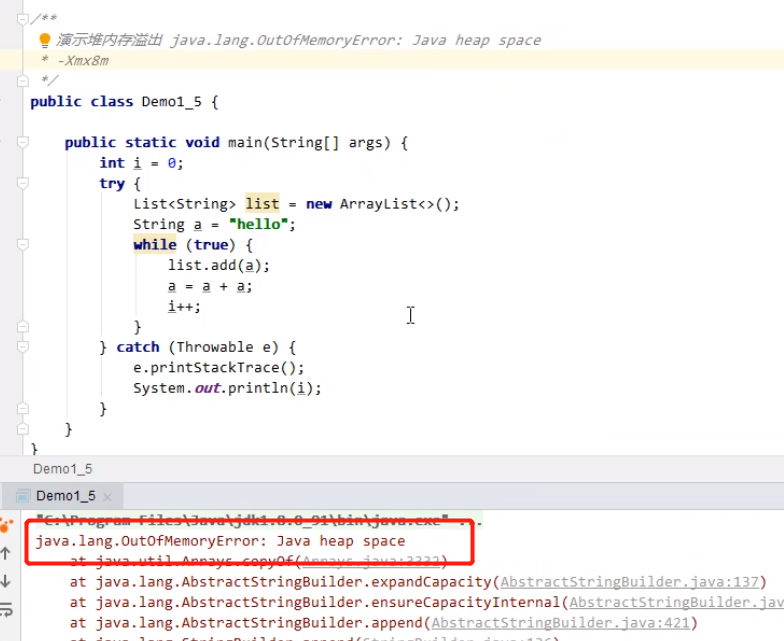 /**
演示堆内存溢出 java.lang.OutOfMemoryError: Java heap space
* -Xmx8m
*/
public class Demo1_5 {
public static void main(String[] args) {
int i = 0;
try {
List<String> list = new ArrayList<>();
String a = "hello";
while (true) {
list.add(a);
a = a + a;
i++;
}
} catch (Throwable e) {
e.printStackTrace();
System.out.println(i);
}
}
}
Demo1_5
Demo1_5 ×
"C:\Program Files\Java\jdk1.8.0_91\bin\java.exe" ...
java.lang.OutOfMemoryError: Java heap space
at java.util.Arrays.copyOf(Arrays.java:3332)
at java.lang.AbstractStringBuilder.expandCapacity(AbstractStringBuilder.java:137)
at java.lang.AbstractStringBuilder.ensureCapacityInternal(AbstractStringBuilder.jav
at java.lang.AbstractStringBuilder.append(AbstractStringBuilder.java:421)
at java.lang.StringBuilder.append(StringBuilder.java:136)